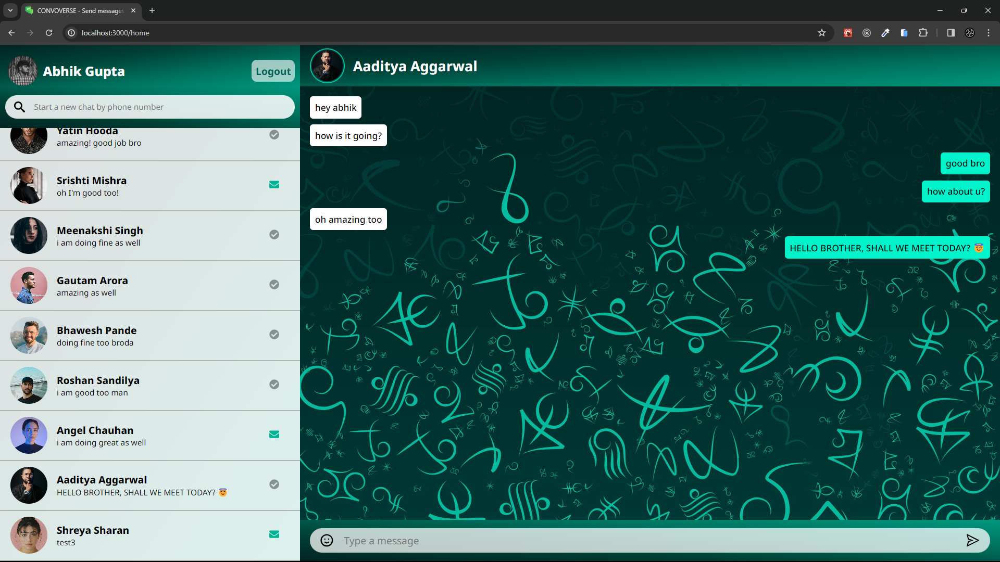 CONVOVERSE - Send messages
localhost:3000/home
Abhik Gupta
Logout
Start a new chat by phone number
Yatin Hooda
amazing! good job bro
Srishti Mishra
oh I'm good too!
Meenakshi Singh
i am doing fine as well
Gautam Arora
amazing as well
Bhawesh Pande
doing fine too broda
Roshan Sandilya
i am good too man
Angel Chauhan
i am doing great as well
Aaditya Aggarwal
HELLO BROTHER, SHALL WE MEET TODAY? 😇
Shreya Sharan
test3
Aaditya Aggarwal
hey abhik
how is it going?
good bro
how about u?
oh amazing too
HELLO BROTHER, SHALL WE MEET TODAY? 😇
Type a message